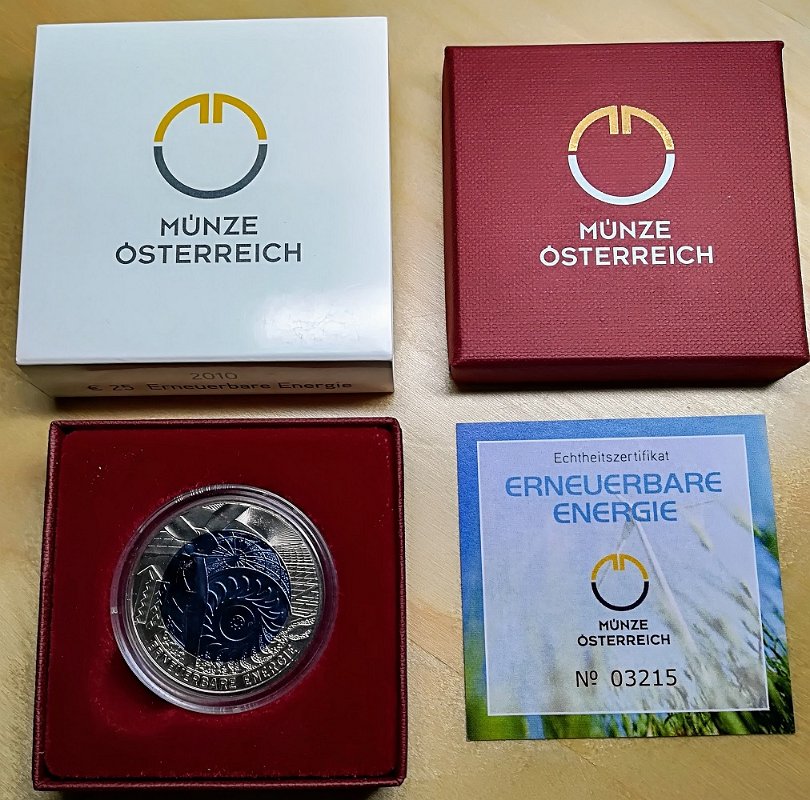 MÜNZE
ÖSTERREICH
2010
€ 25 Erneuerbare Energie
MÜNZE
ÖSTERREICH
ERNEUERBARE ENERGIE
Echtheitszertifikat
ERNEUERBARE
ENERGIE
MÜNZE
ÖSTERREICH
Nº 03215